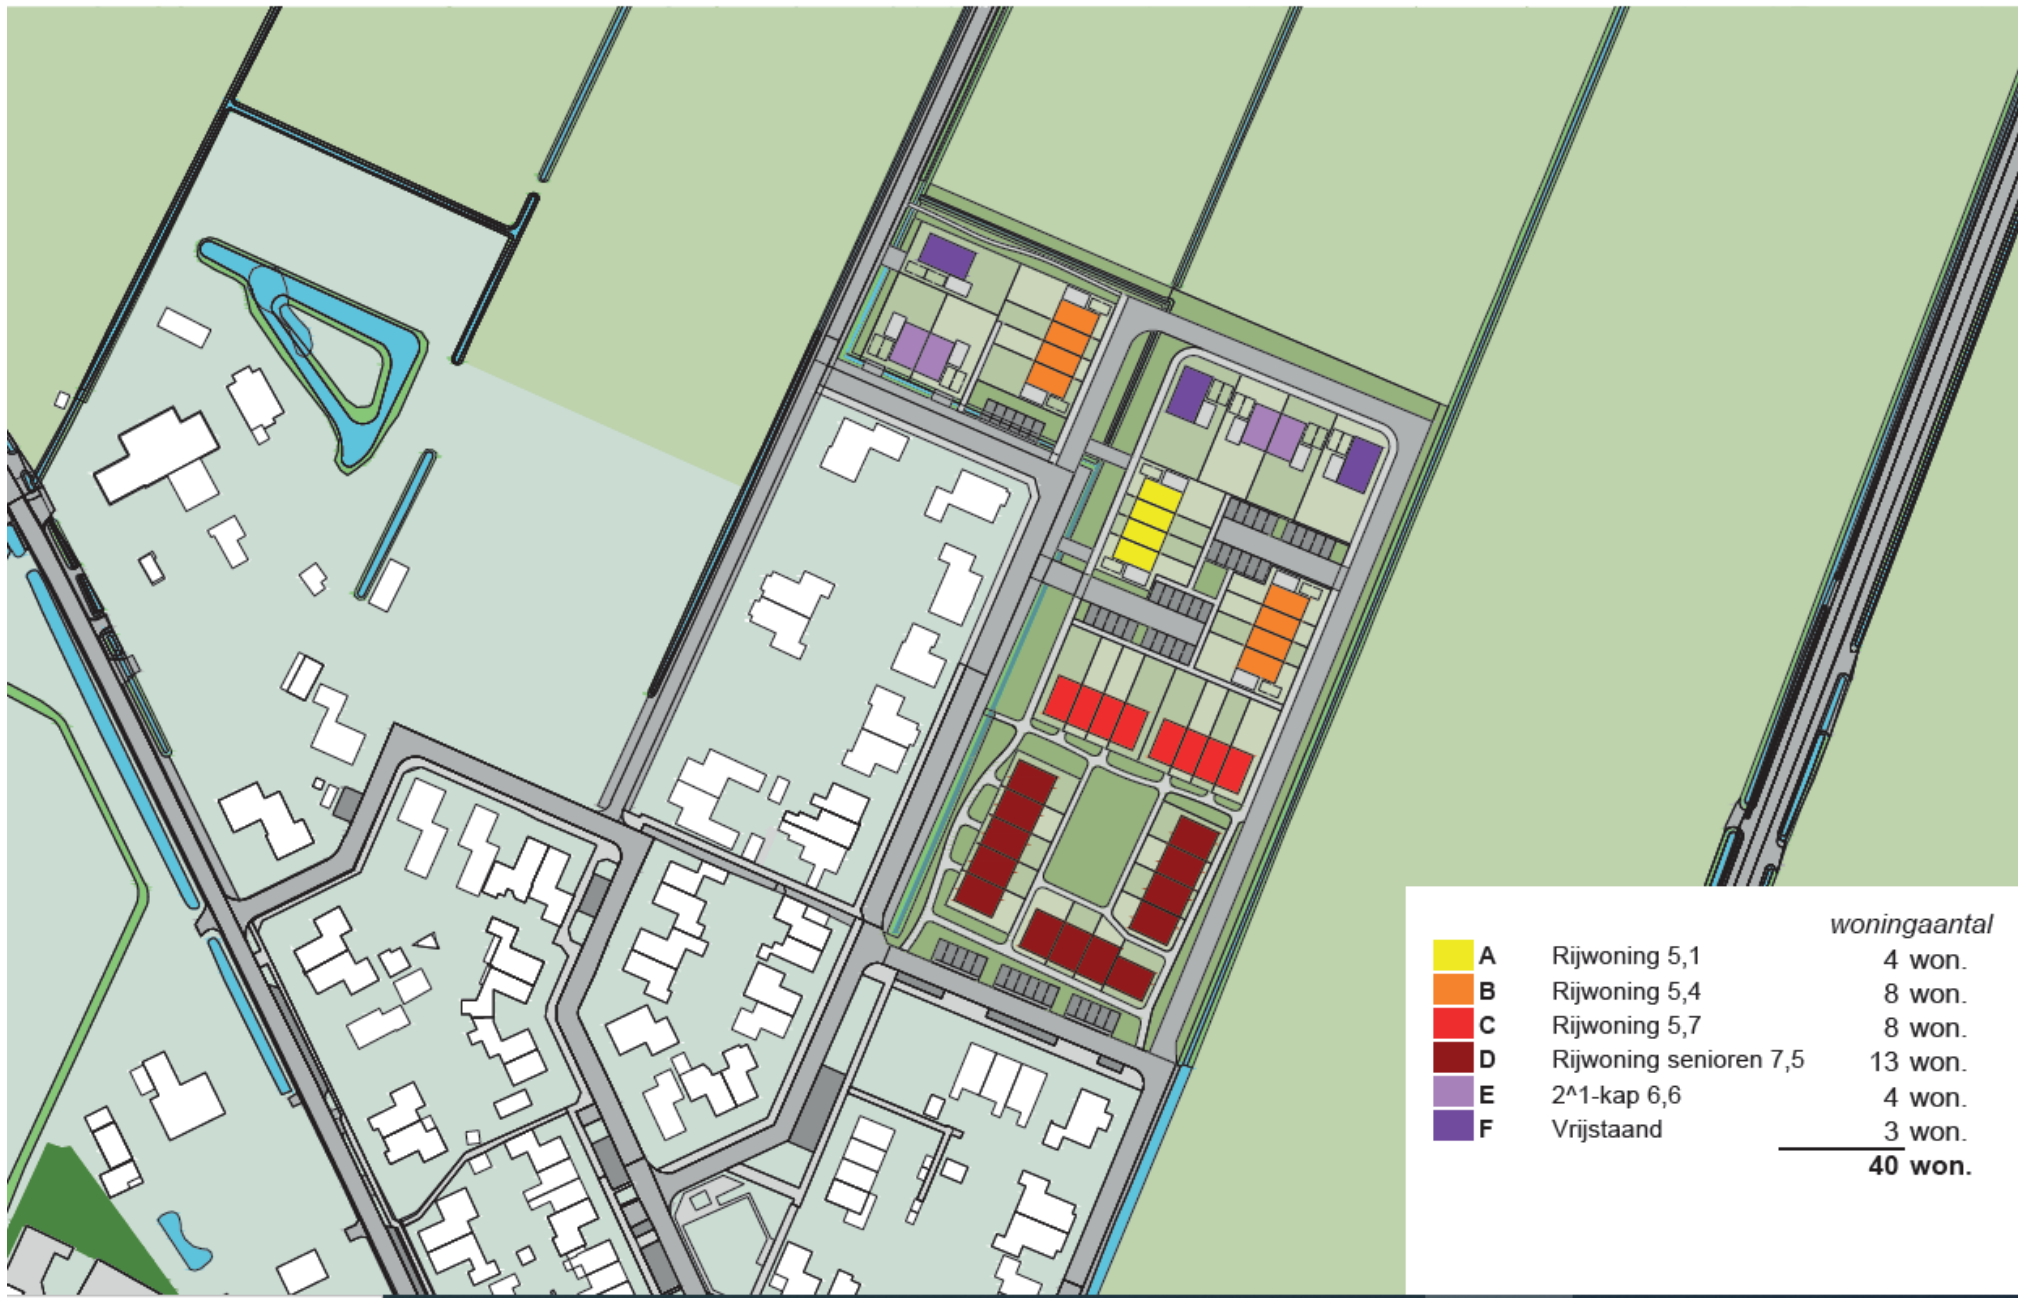 woningaantal
A Rijwoning 5,1 4 won.
B Rijwoning 5,4 8 won.
C Rijwoning 5,7 8 won.
D Rijwoning senioren 7,5 13 won.
E 2^1-kap 6,6 4 won.
F Vrijstaand 3 won.
40 won.